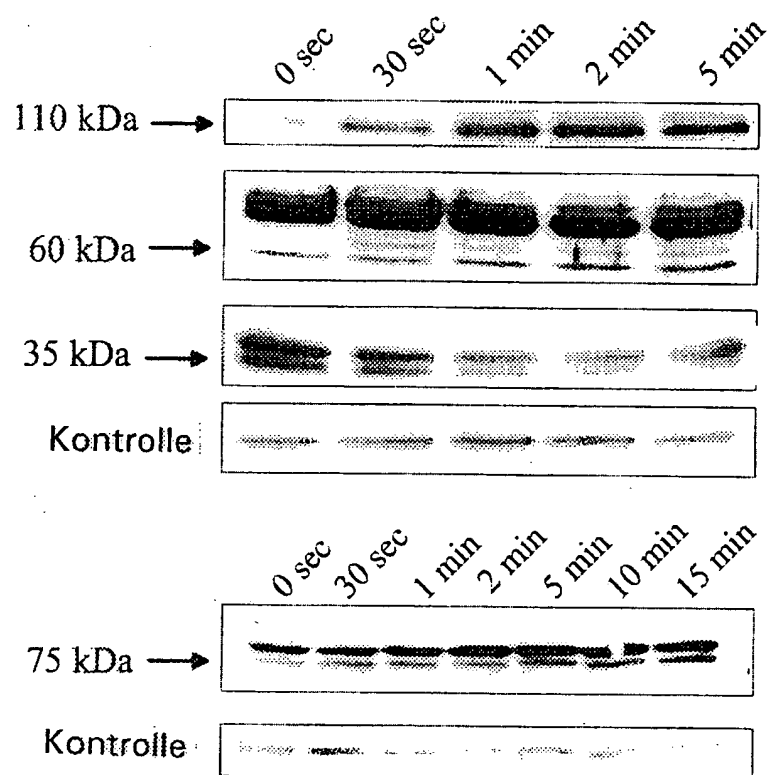 0 sec 30 sec 1 min 2 min 5 min
110 kDa
60 kDa
35 kDa
Kontrolle
0 sec 30 sec 1 min 2 min 5 min 10 min 15 min
75 kDa
Kontrolle